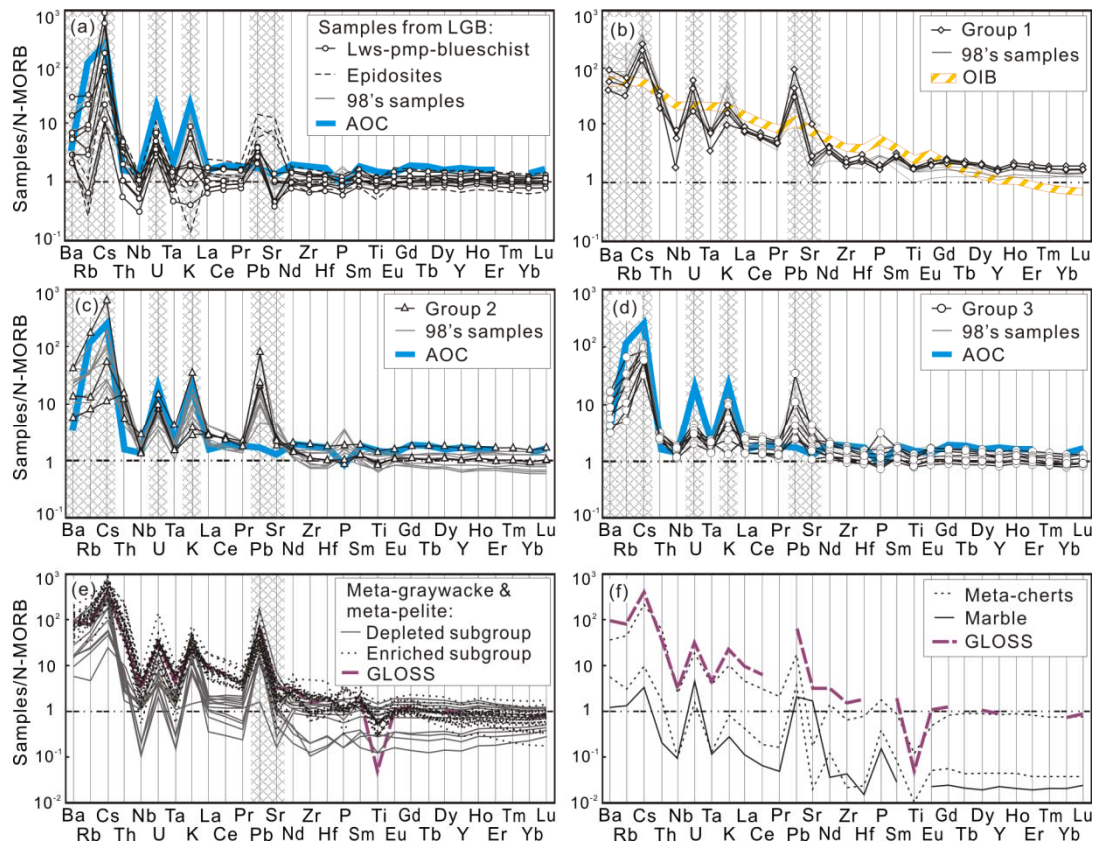 (a)
Samples from LGB:
Lws-pmp-blueschist
Epidosites
98's samples
AOC
Samples/N-MORB
10³
10²
10
1
10⁻¹
Ba Cs Nb Ta La Pr Sr Zr P Ti Gd Dy Ho Tm Lu
Rb Th U K Ce Pb Nd Hf Sm Eu Tb Y Er Yb
(b)
Group 1
98's samples
OIB
10³
10²
10
1
10⁻¹
Ba Cs Nb Ta La Pr Sr Zr P Ti Gd Dy Ho Tm Lu
Rb Th U K Ce Pb Nd Hf Sm Eu Tb Y Er Yb
(c)
Group 2
98's samples
AOC
Samples/N-MORB
10³
10²
10
1
10⁻¹
Ba Cs Nb Ta La Pr Sr Zr P Ti Gd Dy Ho Tm Lu
Rb Th U K Ce Pb Nd Hf Sm Eu Tb Y Er Yb
(d)
Group 3
98's samples
AOC
10³
10²
10
1
10⁻¹
Ba Cs Nb Ta La Pr Sr Zr P Ti Gd Dy Ho Tm Lu
Rb Th U K Ce Pb Nd Hf Sm Eu Tb Y Er Yb
(e)
Meta-graywacke &
meta-pelite:
Depleted subgroup
Enriched subgroup
GLOSS
Samples/N-MORB
10³
10²
10
1
10⁻¹
10⁻²
Ba Cs Nb Ta La Pr Sr Zr P Ti Gd Dy Ho Tm Lu
Rb Th U K Ce Pb Nd Hf Sm Eu Tb Y Er Yb
(f)
Meta-cherts
Marble
GLOSS
10³
10²
10
1
10⁻¹
10⁻²
Ba Cs Nb Ta La Pr Sr Zr P Ti Gd Dy Ho Tm Lu
Rb Th U K Ce Pb Nd Hf Sm Eu Tb Y Er Yb